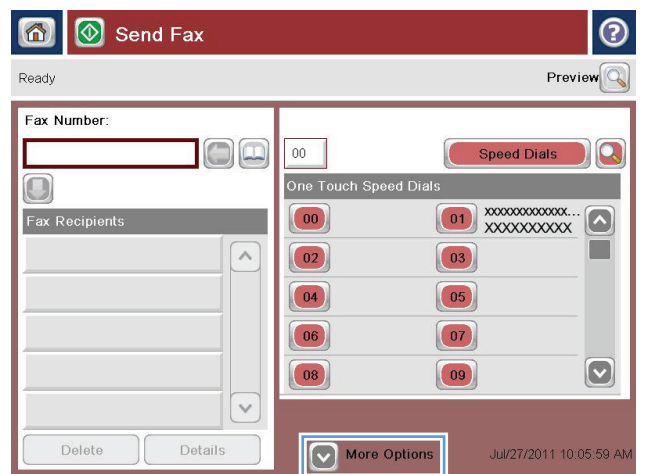 Send Fax
Ready
Preview
Fax Number:
00
Speed Dials
One Touch Speed Dials
Fax Recipients
00
01
XXXXXXXXXXXX...
XXXXXXXXXX
02
03
04
05
06
07
08
09
Delete
Details
More Options
Jul/27/2011 10:05:59 AM